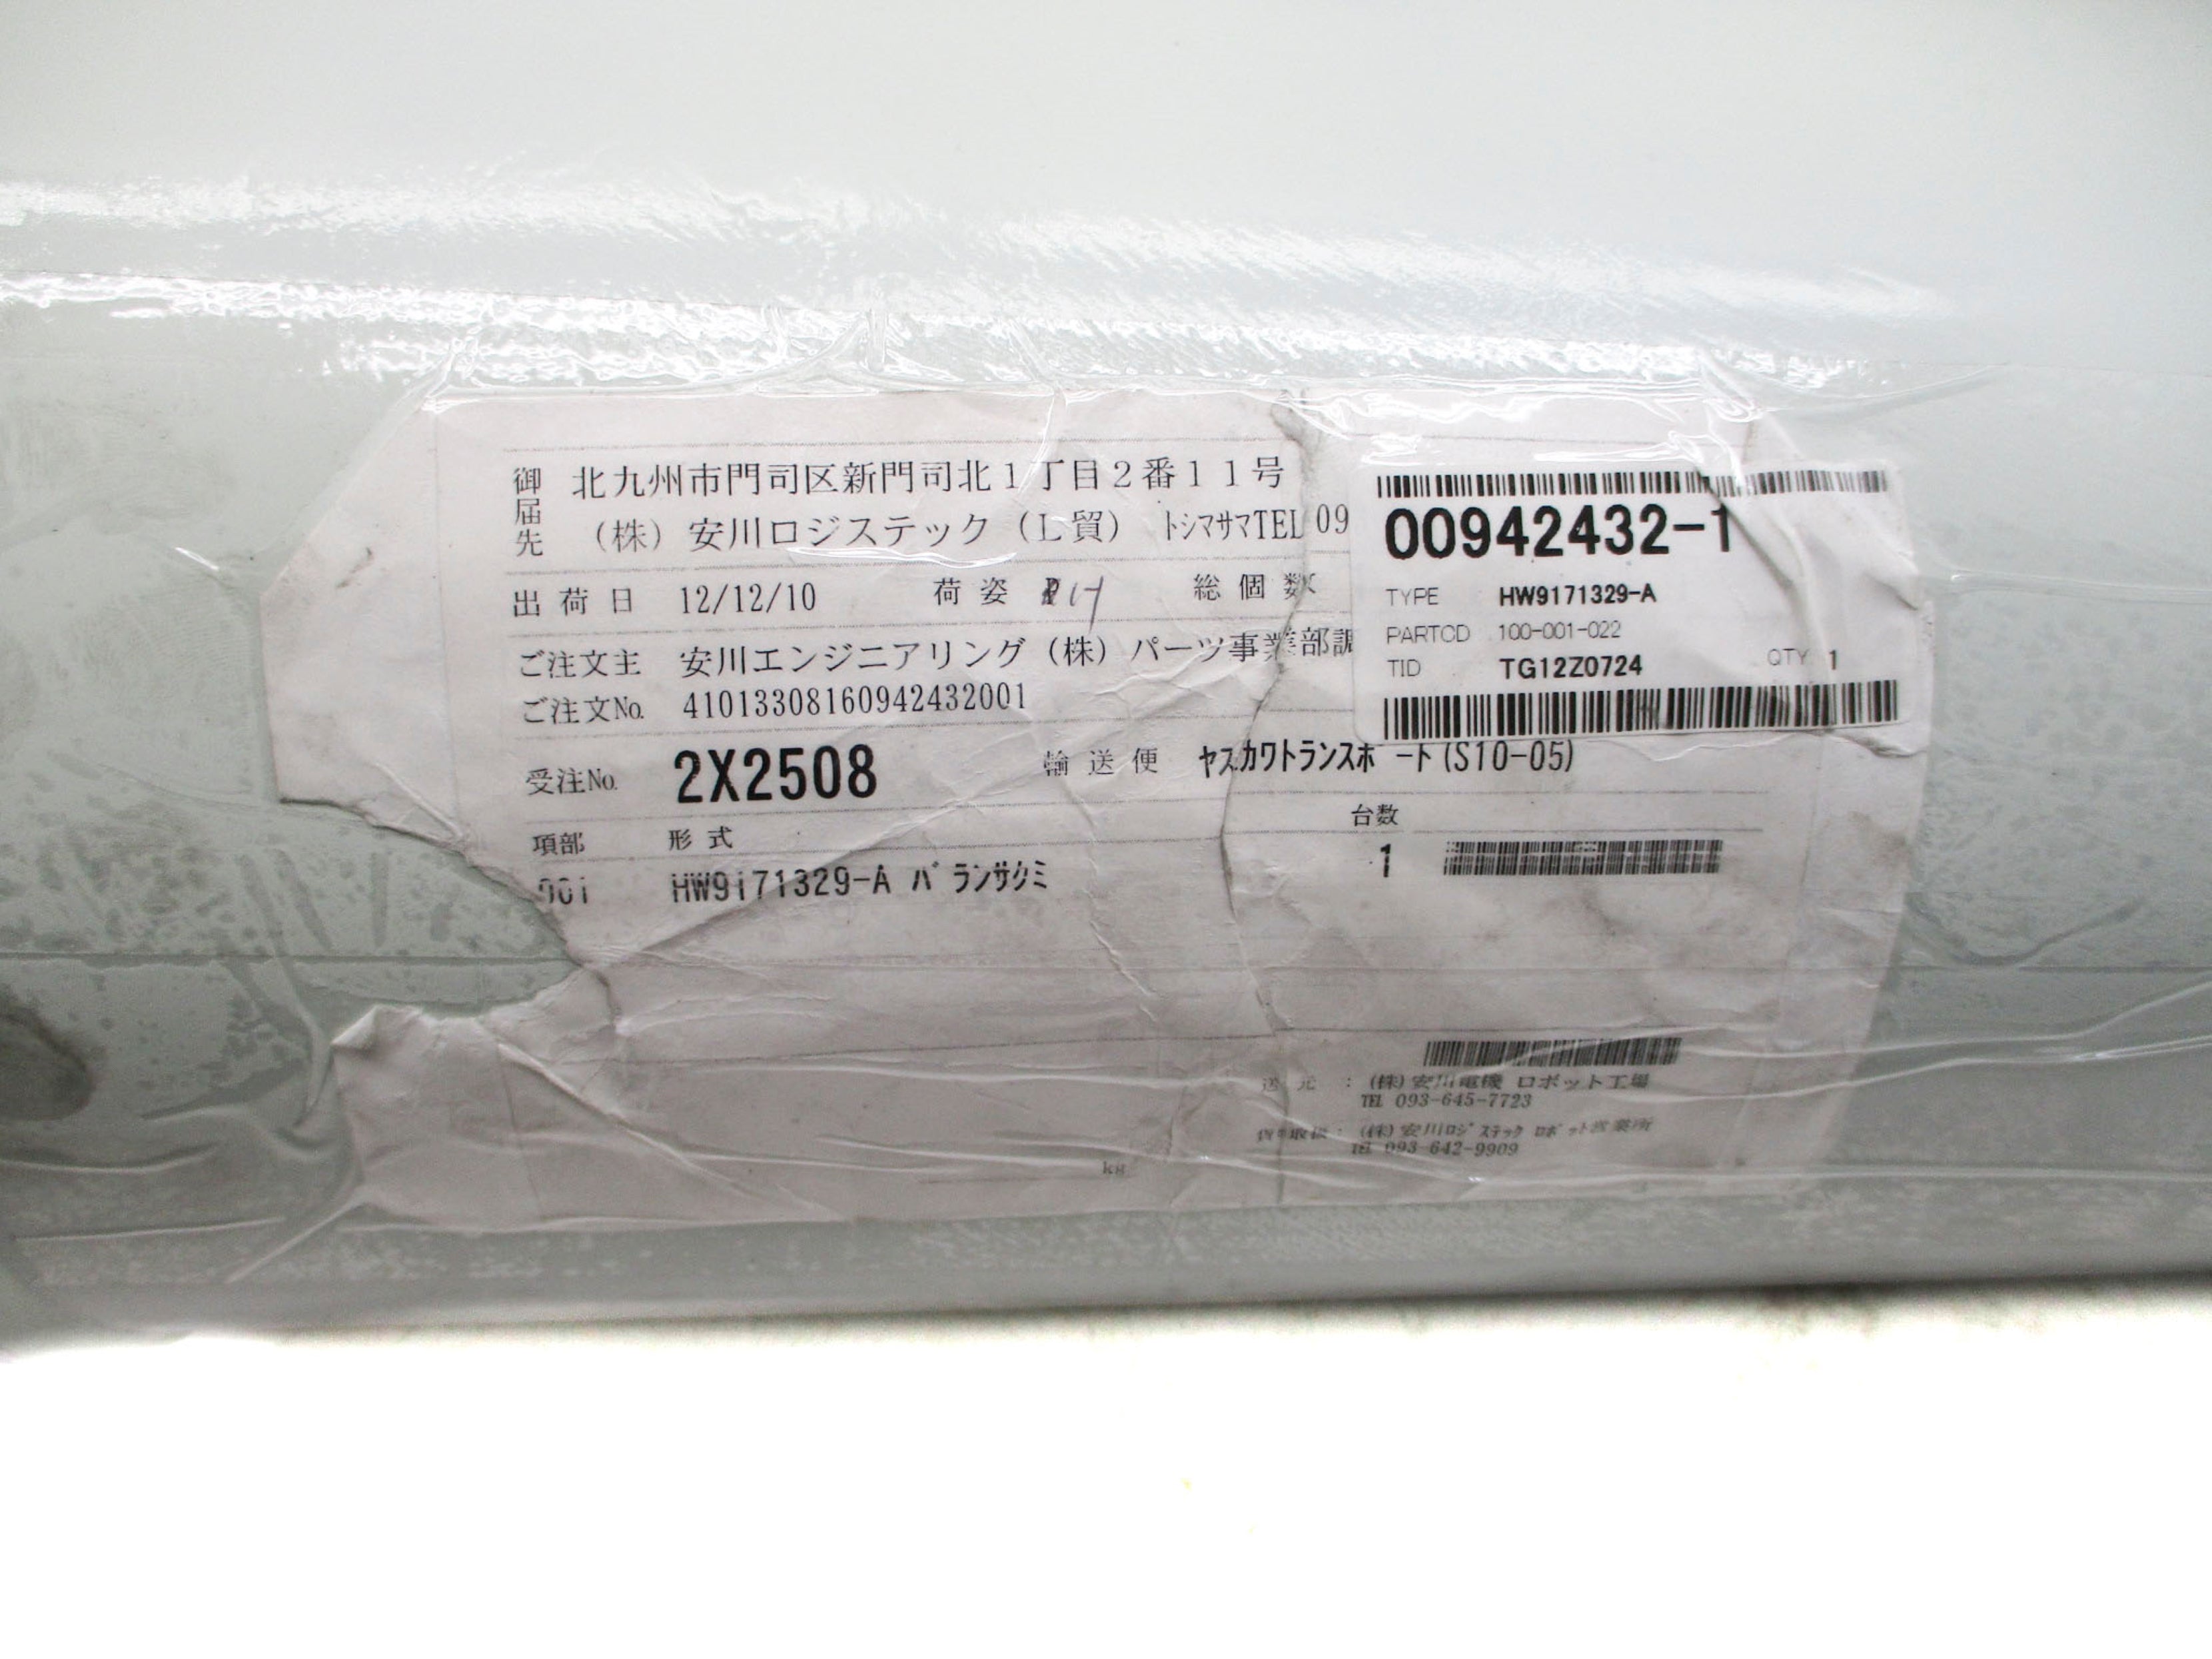 御届先
北九州市門司区新門司北1丁目2番11号
（株）安川ロジステック（L貿） トシマサマTEL 09
出荷日 12/12/10 荷姿 総個数
ご注文主 安川エンジニアリング（株）パーツ事業部調
ご注文No. 41013308160942432001
受注No. 2X2508 輸送便 ヤスカワトランスポート(S10-05)
項部 形式 台数
001 HW9171329-A バランサクミ 1
00942432-1
TYPE HW9171329-A
PARTCD 100-001-022
TID TG12Z0724 QTY 1
送元：(株)安川電機 ロボット工場
TEL 093-645-7723
(株)安川ロジステック ロボット営業所
TEL 093-642-9909
kg